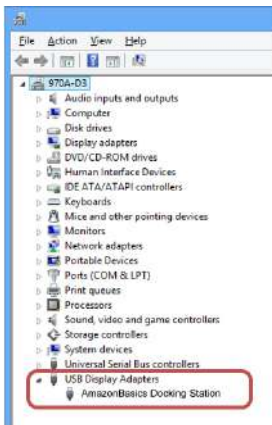 File Action View Help
970A-D3
Audio inputs and outputs
Computer
Disk drives
Display adapters
DVD/CD-ROM drives
Human Interface Devices
IDE ATA/ATAPI controllers
Keyboards
Mice and other pointing devices
Monitors
Network adapters
Portable Devices
Ports (COM & LPT)
Print queues
Processors
Sound, video and game controllers
Storage controllers
System devices
Universal Serial Bus controllers
USB Display Adapters
AmazonBasics Docking Station